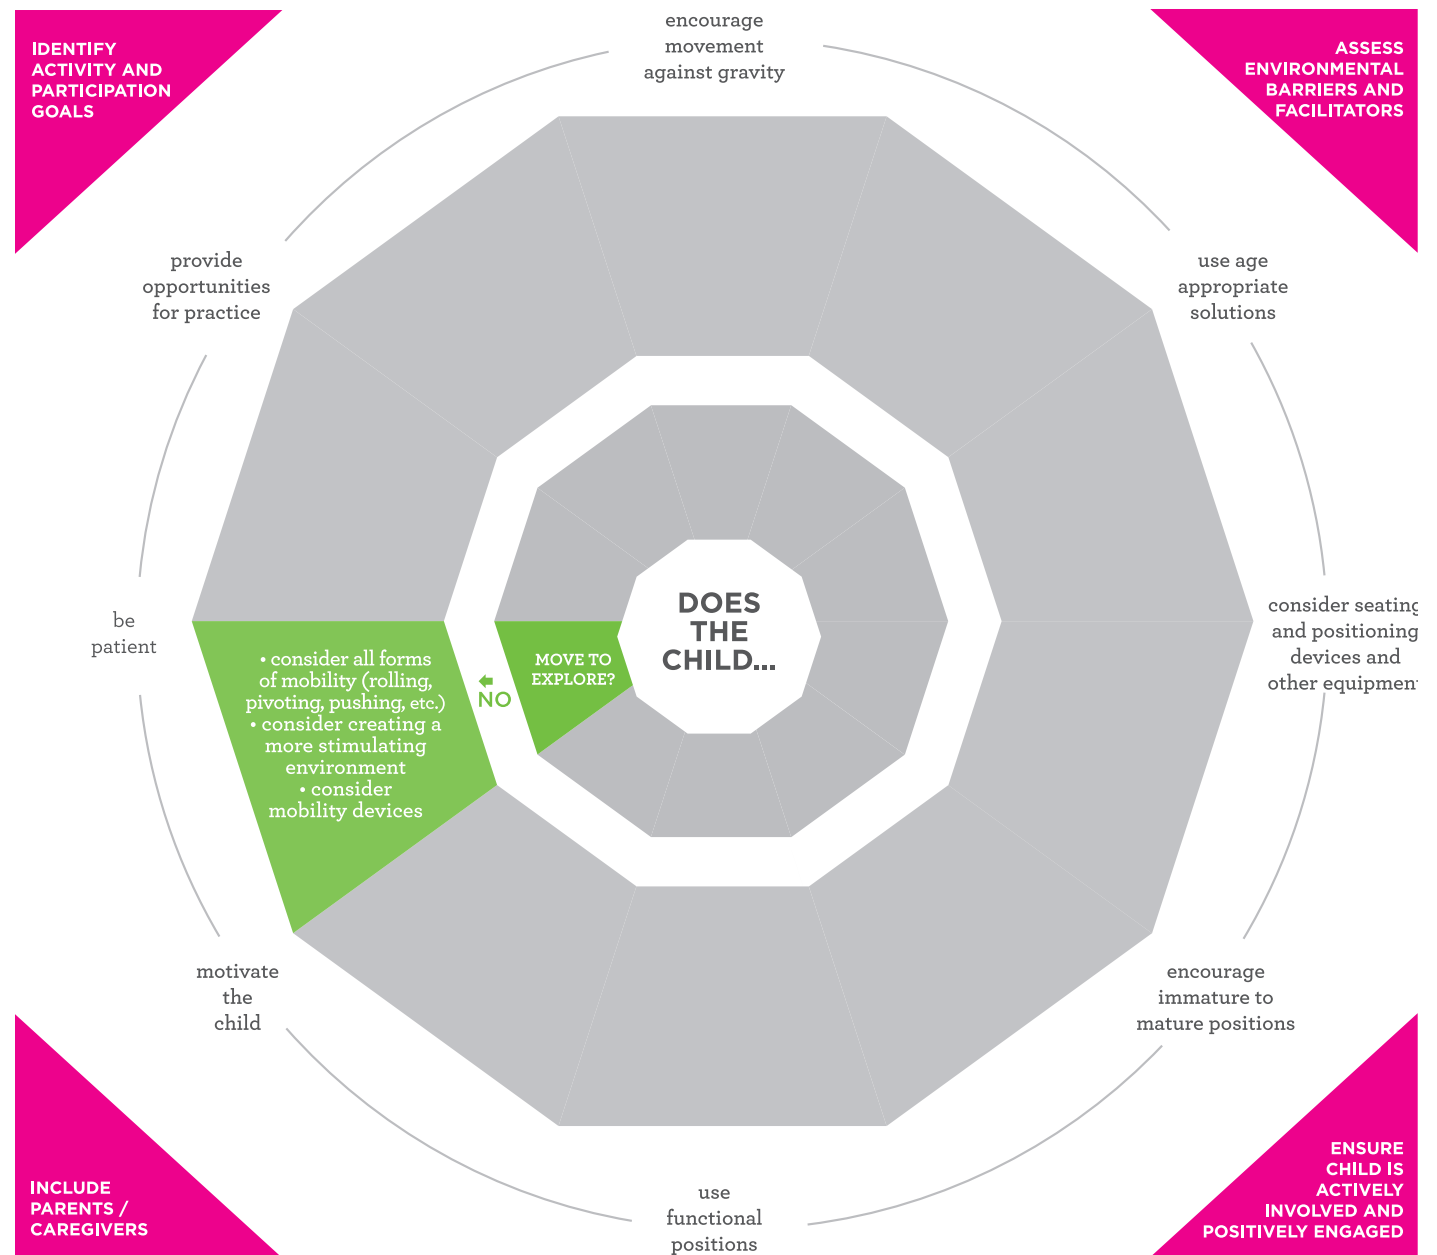 IDENTIFY
ACTIVITY AND
PARTICIPATION
GOALS
encourage
movement
against gravity
ASSESS
ENVIRONMENTAL
BARRIERS AND
FACILITATORS
provide
opportunities
for practice
use age
appropriate
solutions
DOES
THE
CHILD...
be
patient
• consider all forms
of mobility (rolling,
pivoting, pushing, etc.)
• consider creating a
more stimulating
environment
• consider
mobility devices
NO
MOVE TO
EXPLORE?
consider seating
and positioning
devices and
other equipmen
motivate
the
child
encourage
immature to
mature positions
INCLUDE
PARENTS /
CAREGIVERS
use
functional
positions
ENSURE
CHILD IS
ACTIVELY
INVOLVED AND
POSITIVELY ENGAGED